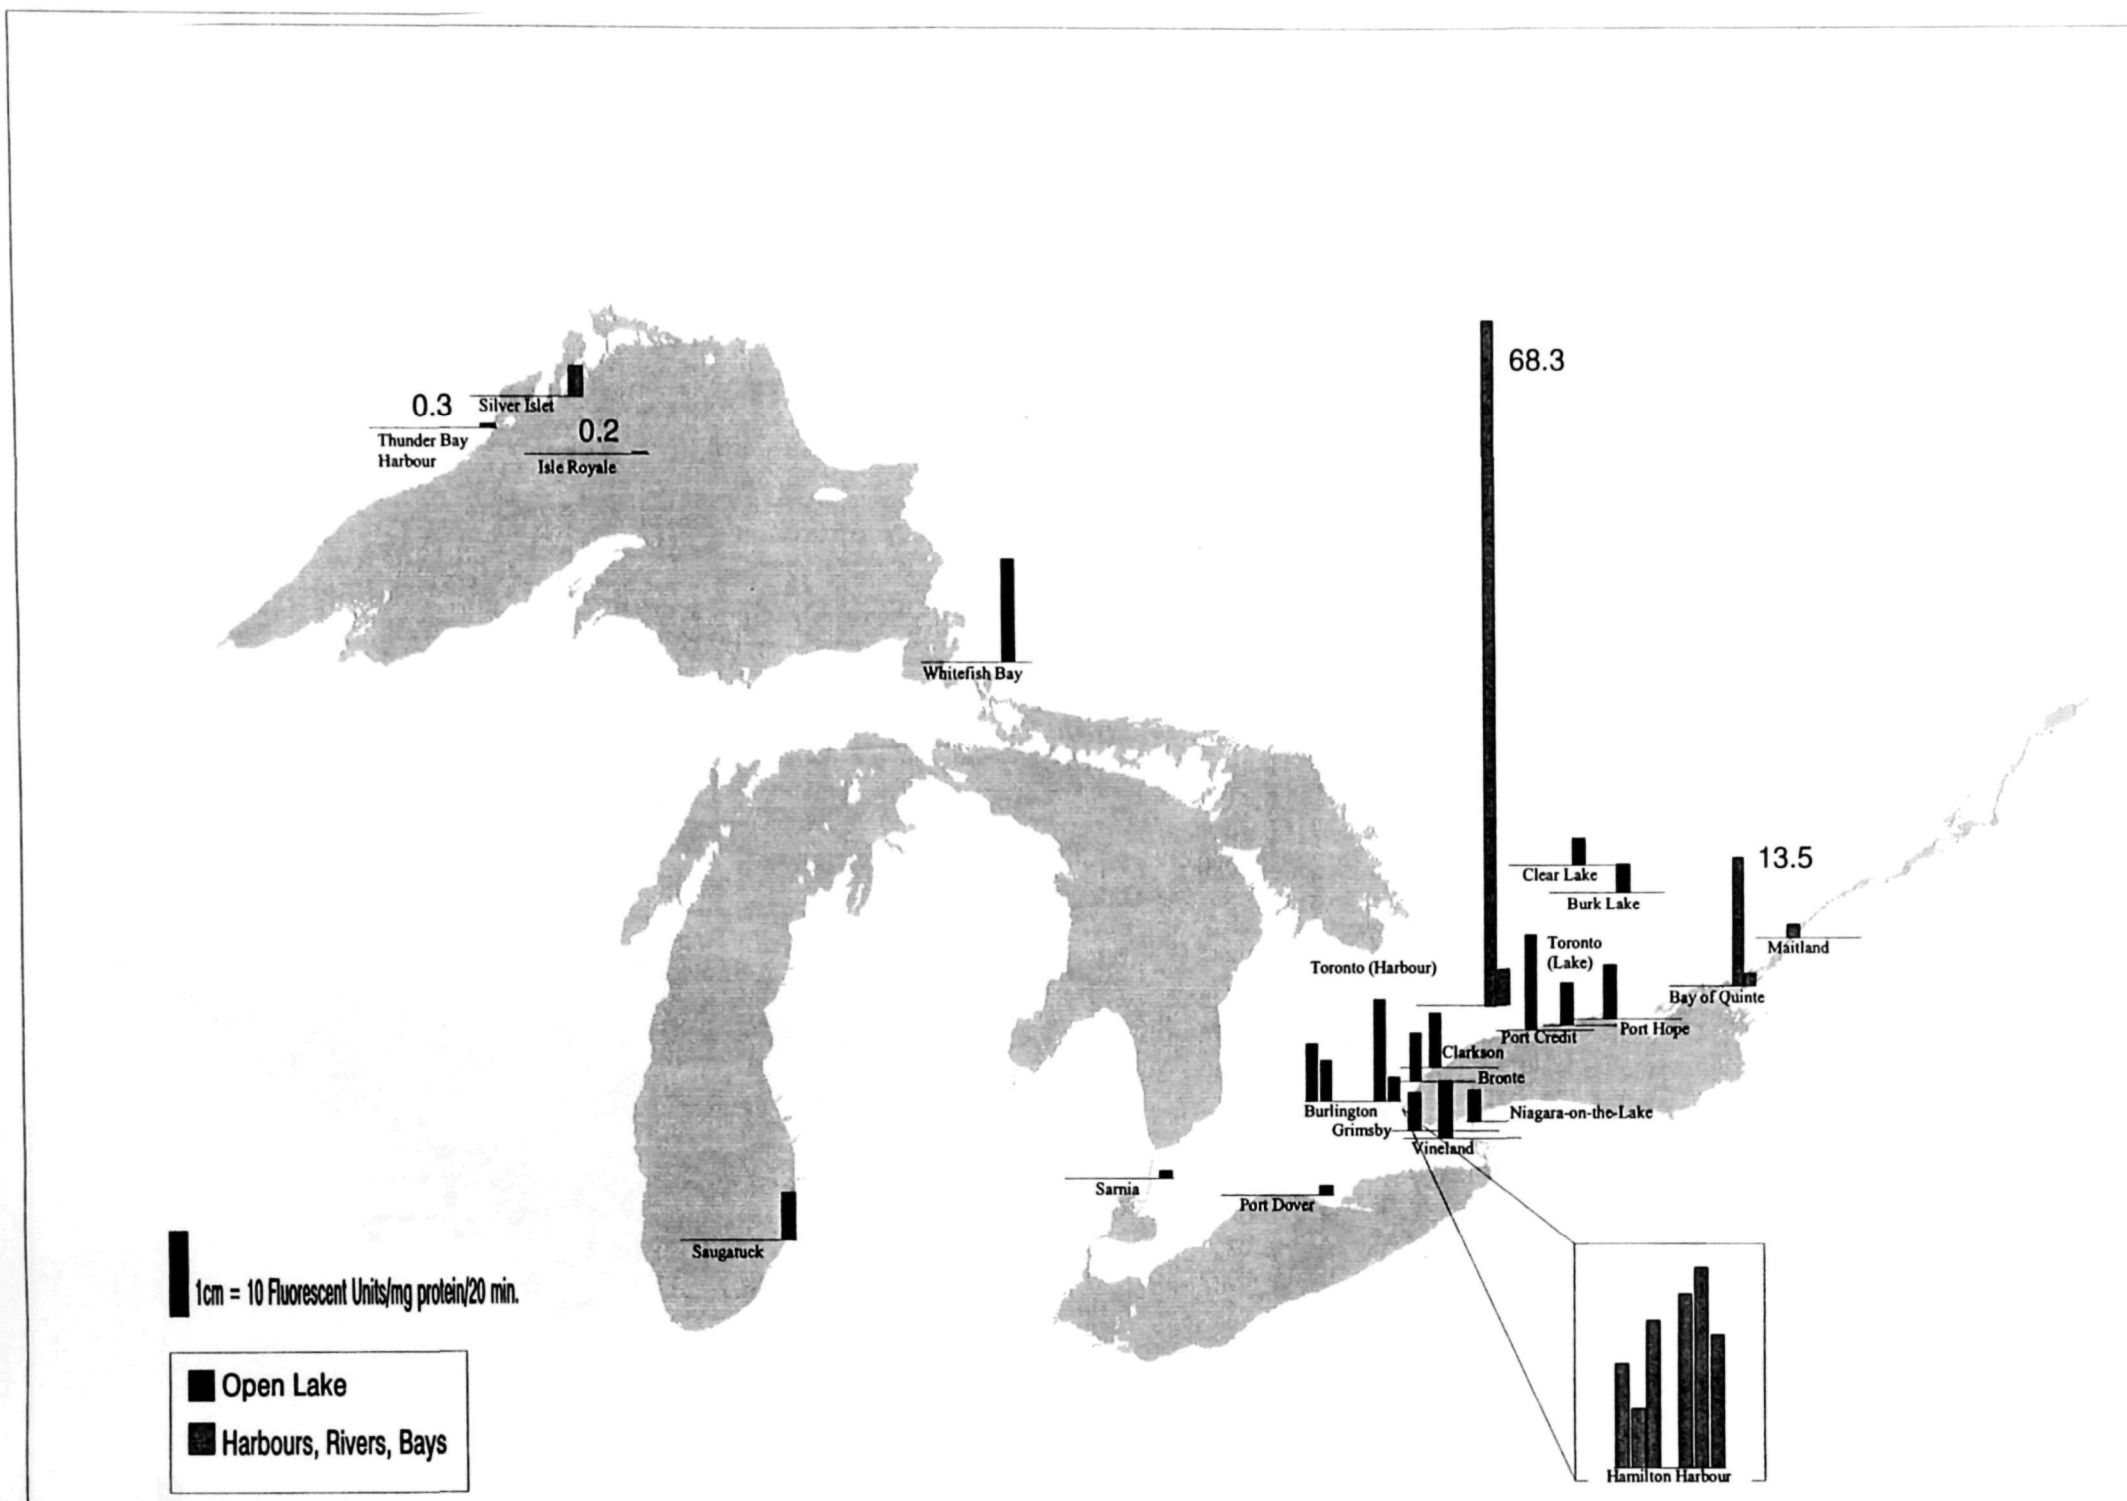 68.3
0.3
Silver Islet
Thunder Bay
Harbour
0.2
Isle Royale
Whitefish Bay
Clear Lake
13.5
Burk Lake
Toronto
(Lake)
Maitland
Toronto (Harbour)
Bay of Quinte
Port Hope
Port Credit
Clarkson
Bronte
Burlington
Niagara-on-the-Lake
Grimsby
Vineland
Sarnia
Port Dover
Saugatuck
1cm = 10 Fluorescent Units/mg protein/20 min.
Open Lake
Harbours, Rivers, Bays
Hamilton Harbour